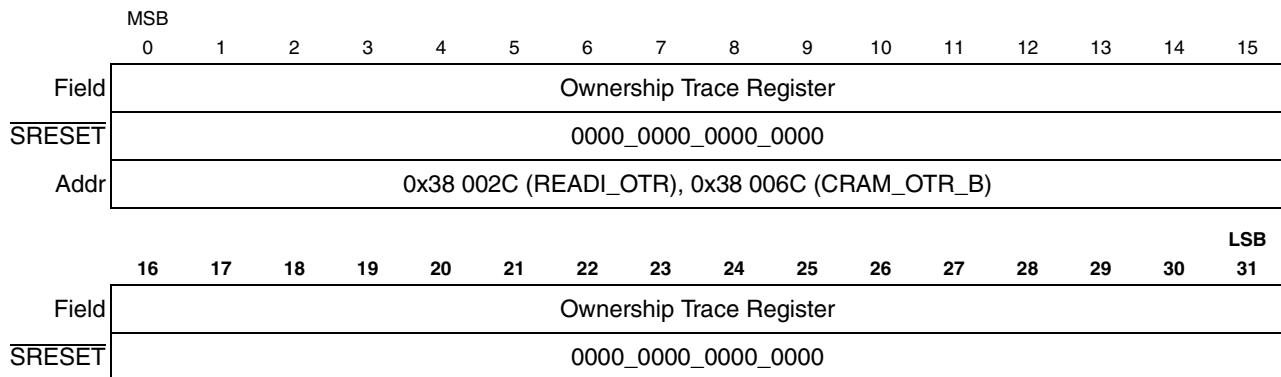 MSB
0 1 2 3 4 5 6 7 8 9 10 11 12 13 14 15
Field Ownership Trace Register
SRESET 0000_0000_0000_0000
Addr 0x38 002C (READI_OTR), 0x38 006C (CRAM_OTR_B)
LSB
16 17 18 19 20 21 22 23 24 25 26 27 28 29 30 31
Field Ownership Trace Register
SRESET 0000_0000_0000_0000